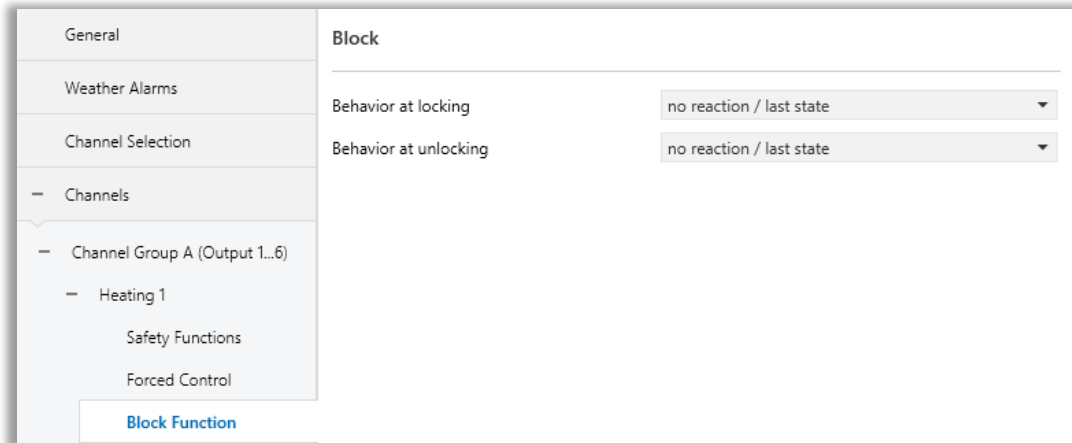 General
Weather Alarms
Channel Selection
− Channels
− Channel Group A (Output 1...6)
− Heating 1
Safety Functions
Forced Control
Block Function
Block
Behavior at locking no reaction / last state
Behavior at unlocking no reaction / last state